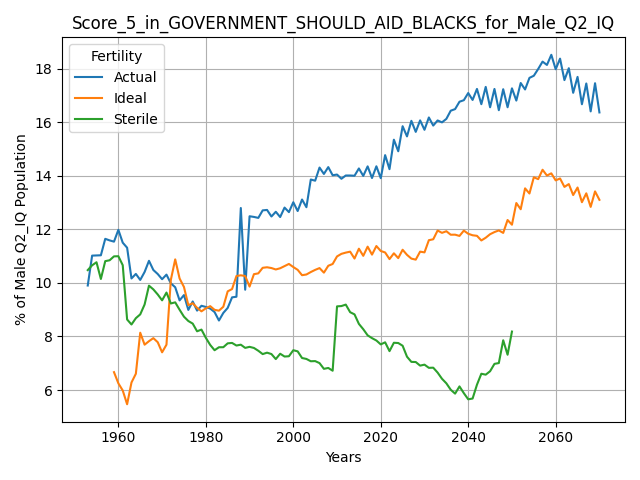 Score_5_in_GOVERNMENT_SHOULD_AID_BLACKS_for_Male_Q2_IQ
Fertility
Actual
Ideal
Sterile
% of Male Q2_IQ Population
18
16
14
12
10
8
6
1960
1980
2000
2020
2040
2060
Years